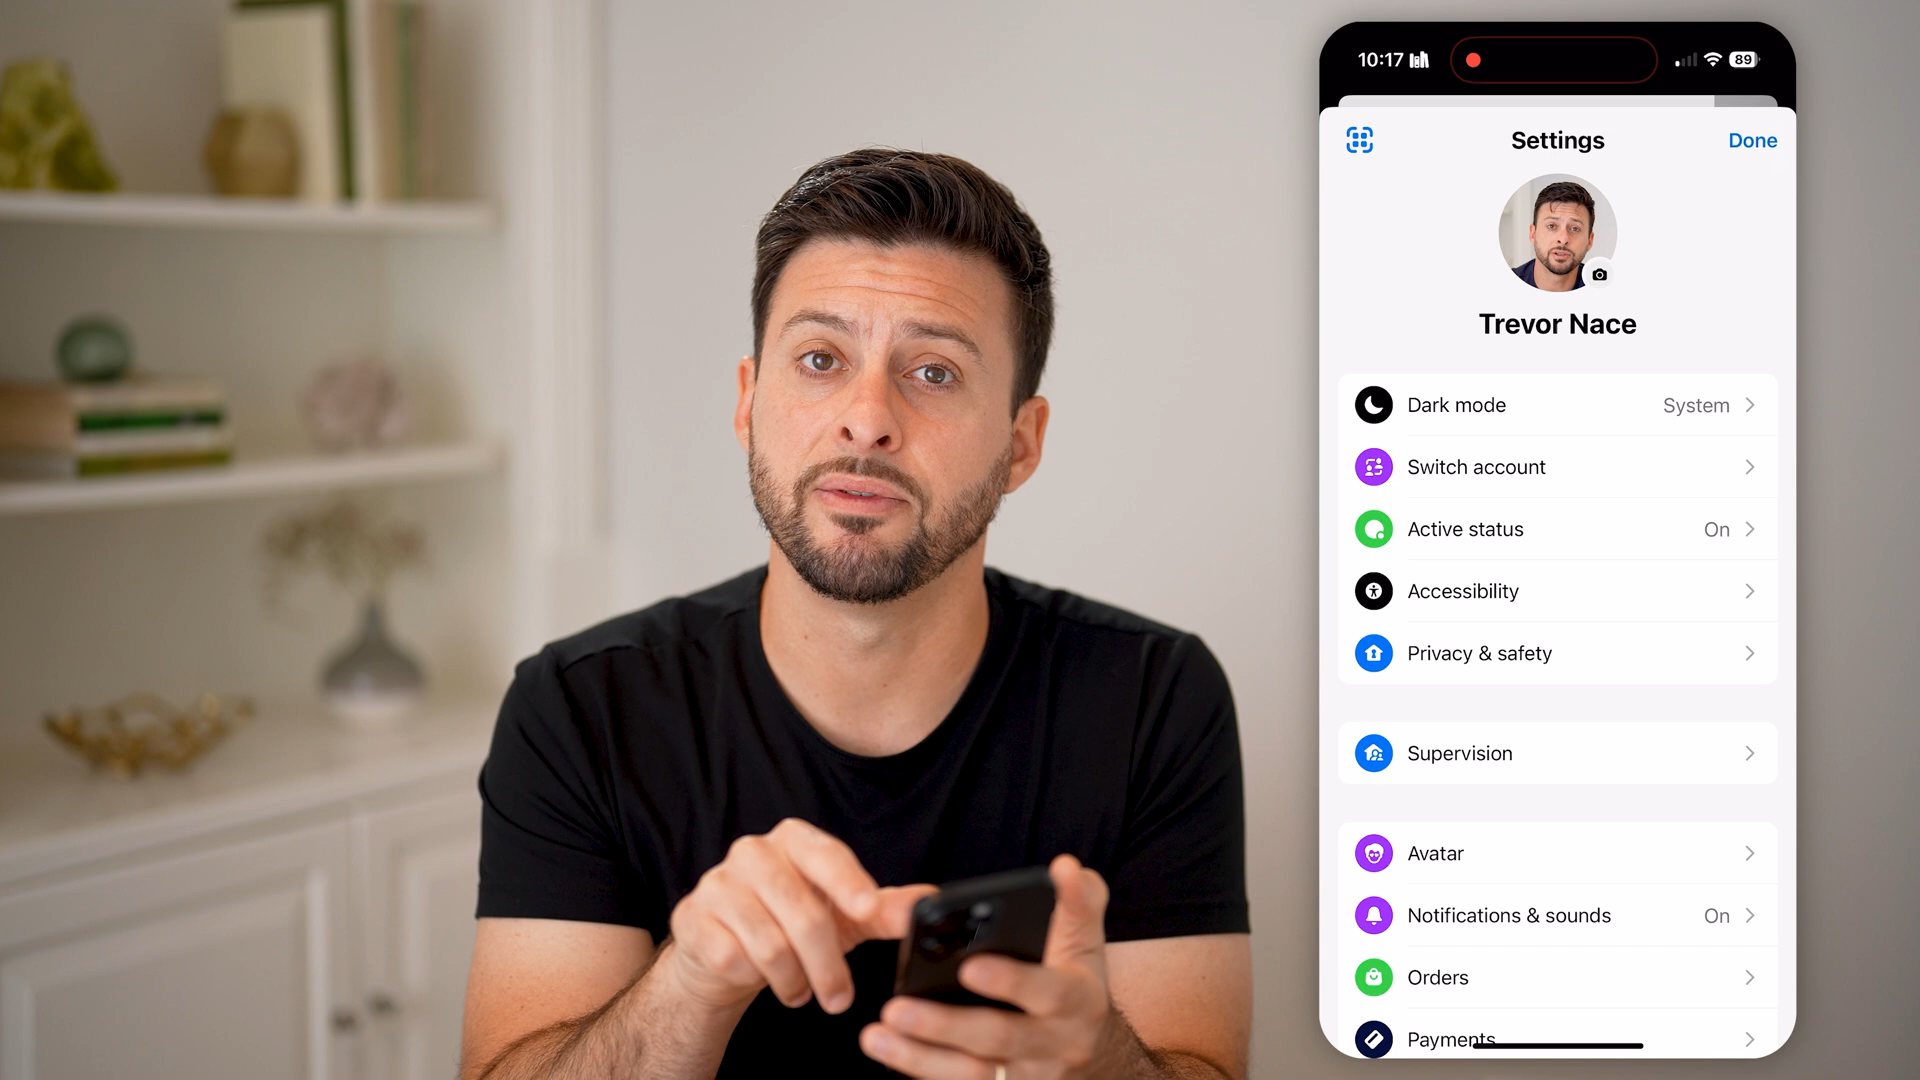 10:17
89
Settings
Done
Trevor Nace
Dark mode System
Switch account
Active status On
Accessibility
Privacy & safety
Supervision
Avatar
Notifications & sounds On
Orders
Payments